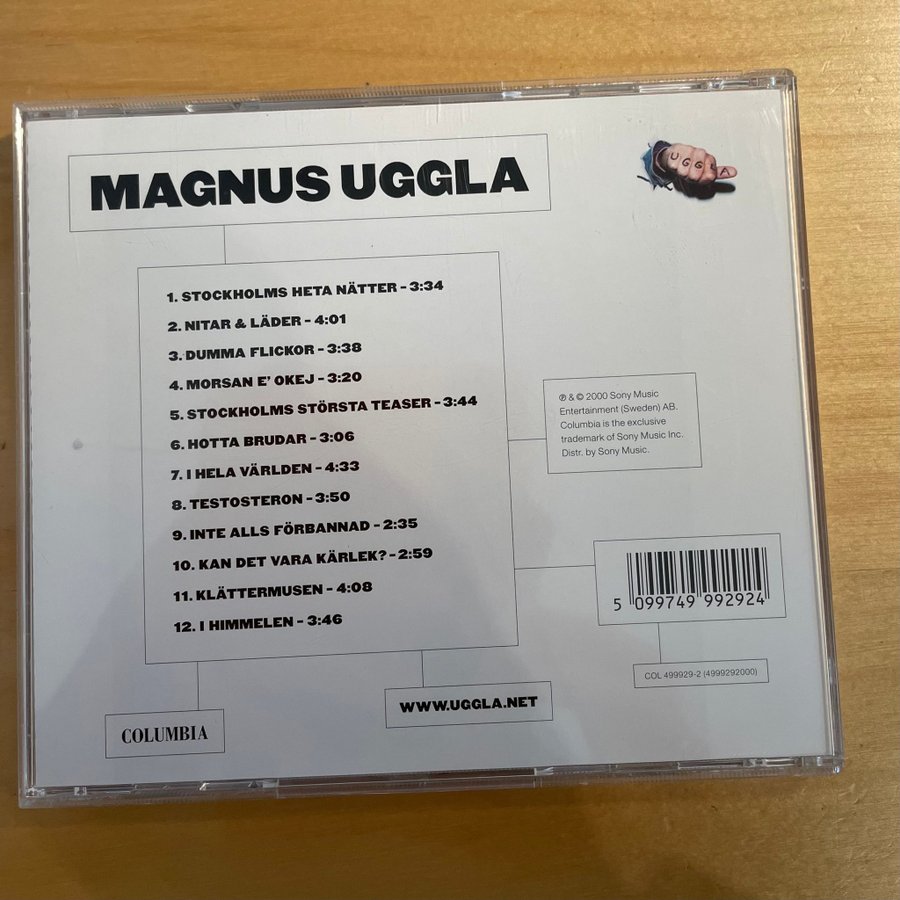 MAGNUS UGGLA
UGGLA
1. STOCKHOLMS HETA NÄTTER – 3:34
2. NITAR & LÄDER – 4:01
3. DUMMA FLICKOR – 3:38
4. MORSAN E' OKEJ – 3:20
5. STOCKHOLMS STÖRSTA TEASER – 3:44
6. HOTTA BRUDAR – 3:06
7. I HELA VÄRLDEN – 4:33
8. TESTOSTERON – 3:50
9. INTE ALLS FÖRBANNAD – 2:35
10. KAN DET VARA KÄRLEK? – 2:59
11. KLÄTTERMUSEN – 4:08
12. I HIMMELEN – 3:46
℗ & © 2000 Sony Music
Entertainment (Sweden) AB.
Columbia is the exclusive
trademark of Sony Music Inc.
Distr. by Sony Music.
5 099749 992924
COL 499929-2 (4999292000)
WWW.UGGLA.NET
COLUMBIA